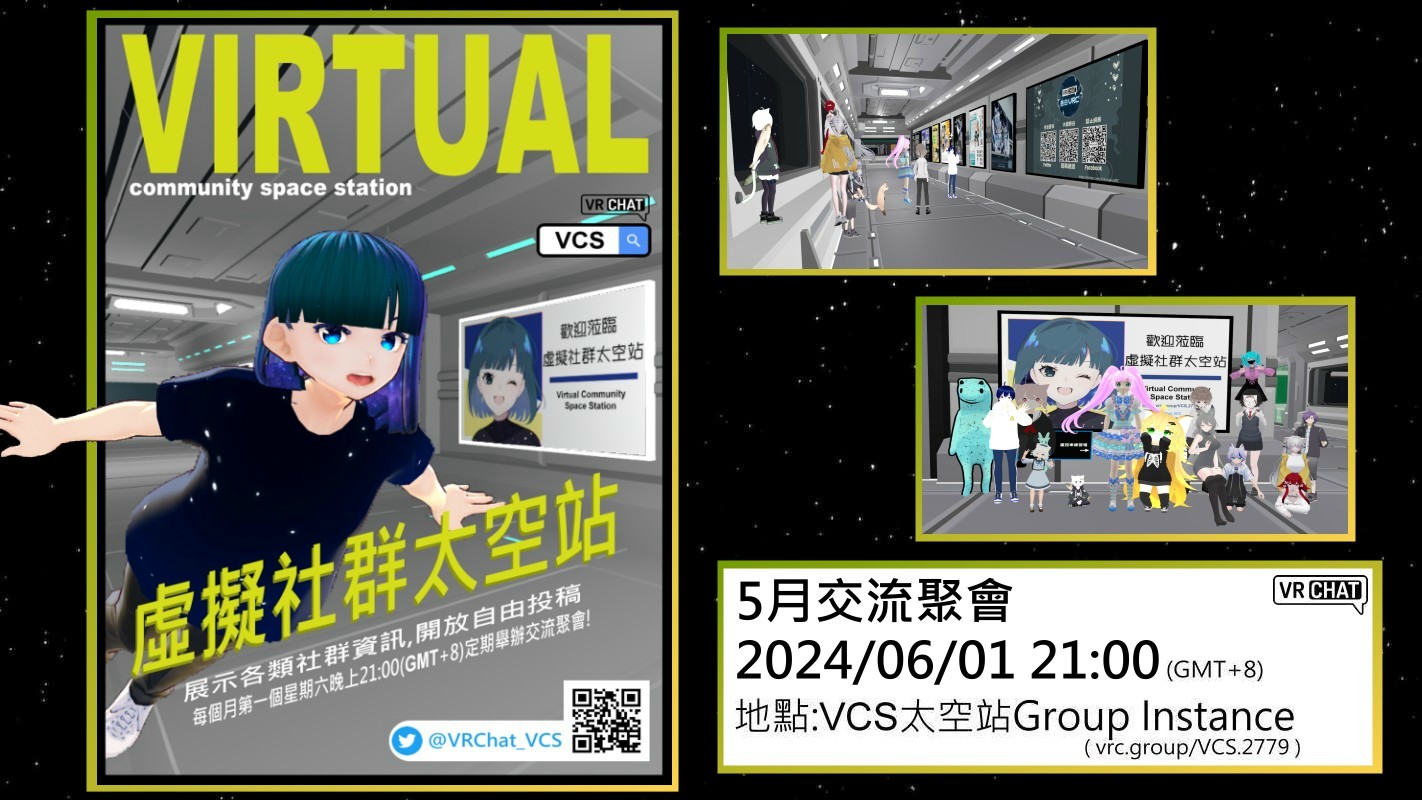 VIRTUAL
community space station
VR CHAT
VCS
歡迎蒞臨
虛擬社群太空站
Virtual Community
Space Station
虛擬社群太空站
展示各類社群資訊,開放自由投稿
每個月第一個星期六晚上21:00(GMT+8)定期舉辦交流聚會!
@VRChat_VCS
VR CHAT
Twitter
Facebook
歡迎蒞臨
虛擬社群太空站
Virtual Commu
Space Stat
5月交流聚會
VR CHAT
2024/06/01 21:00 (GMT+8)
地點:VCS太空站Group Instance
( vrc.group/VCS.2779 )